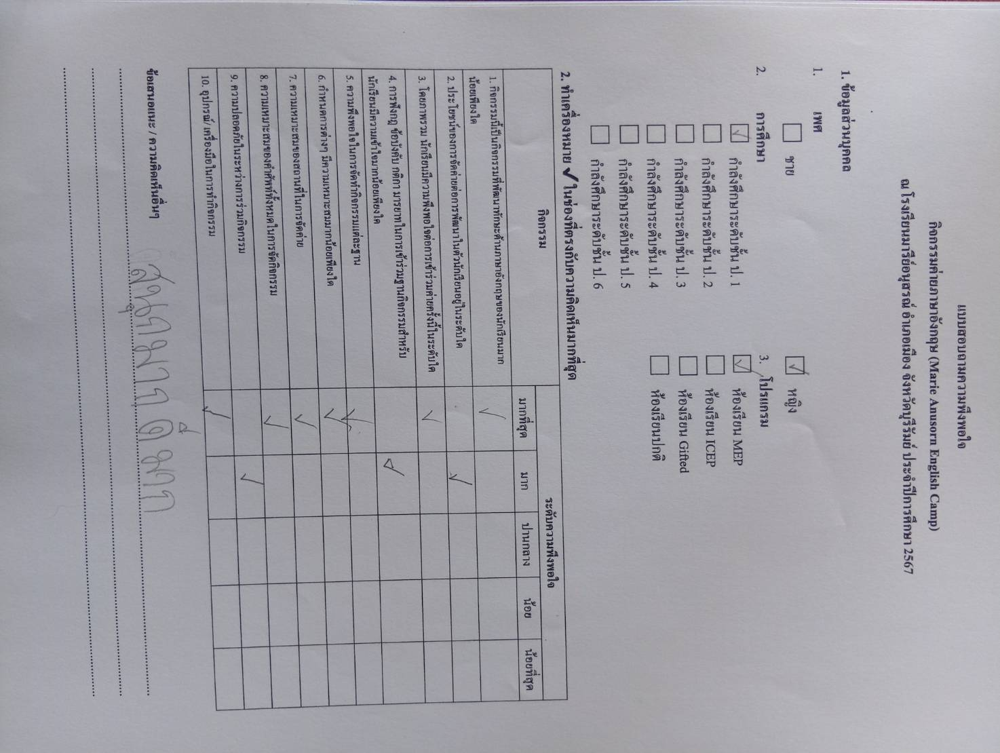 แบบสอบถามความพึงพอใจ
กิจกรรมค่ายภาษาอังกฤษ (Marie Anusorn English Camp)
ณ โรงเรียนมารีย์อนุสรณ์ อำเภอเมือง จังหวัดบุรีรัมย์ ประจำปีการศึกษา 2567
1. ข้อมูลส่วนบุคคล
1. เพศ
☐ ชาย ☑ หญิง
2. การศึกษา 3. โปรแกรม
☑ กำลังศึกษาระดับชั้น ป. 1 ☑ ห้องเรียน MEP
☐ กำลังศึกษาระดับชั้น ป. 2 ☐ ห้องเรียน ICEP
☐ กำลังศึกษาระดับชั้น ป. 3 ☐ ห้องเรียน Gifted
☐ กำลังศึกษาระดับชั้น ป. 4 ☐ ห้องเรียนปกติ
☐ กำลังศึกษาระดับชั้น ป. 5
☐ กำลังศึกษาระดับชั้น ป. 6
2. ทำเครื่องหมาย ✓ ในช่องที่ตรงกับความคิดเห็นมากที่สุด
กิจกรรม ระดับความพึงพอใจ
มากที่สุด มาก ปานกลาง น้อย น้อยที่สุด
1. กิจกรรมนี้เป็นกิจกรรมที่พัฒนาทักษะด้านภาษาอังกฤษของนักเรียนมาก ✓
น้อยเพียงใด
2. ประโยชน์ของการจัดค่ายต่อการพัฒนาในตัวนักเรียนอยู่ในระดับใด ✓
3. โดยภาพรวม นักเรียนมีความพึงพอใจต่อการเข้าร่วมค่ายครั้งนี้ในระดับใด ✓
4. การฟังกฎ ข้อบังคับ กติกา มารยาทในการเข้าร่วมฐานกิจกรรมสำหรับ ✓
นักเรียนมีความเข้าใจมากน้อยเพียงใด
5. ความพึงพอใจในการจัดทำกิจกรรมแต่ละฐาน ✓
6. กำหนดการต่างๆ มีความเหมาะสมมากน้อยเพียงใด ✓
7. ความเหมาะสมของสถานที่ในการจัดค่าย ✓
8. ความเหมาะสมของคำศัพท์ทั้งหมดในการจัดกิจกรรม ✓
9. ความปลอดภัยในระหว่างการร่วมกิจกรรม ✓
10. อุปกรณ์/เครื่องมือในการทำกิจกรรม ✓
ข้อเสนอแนะ / ความคิดเห็นอื่นๆ
สนุกมากดีมาก